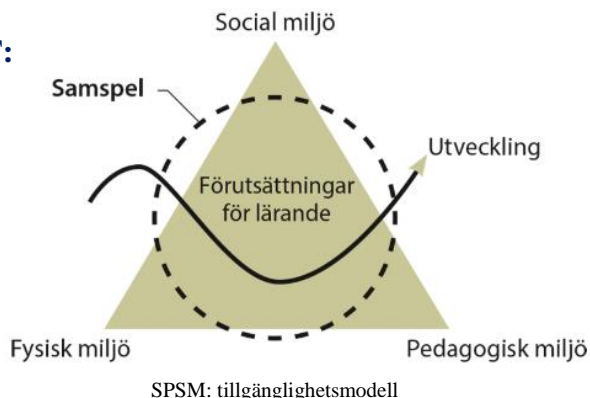 Social miljö
Samspel
Utveckling
Förutsättningar
för lärande
Fysisk miljö
Pedagogisk miljö
SPSM: tillgänglighetsmodell